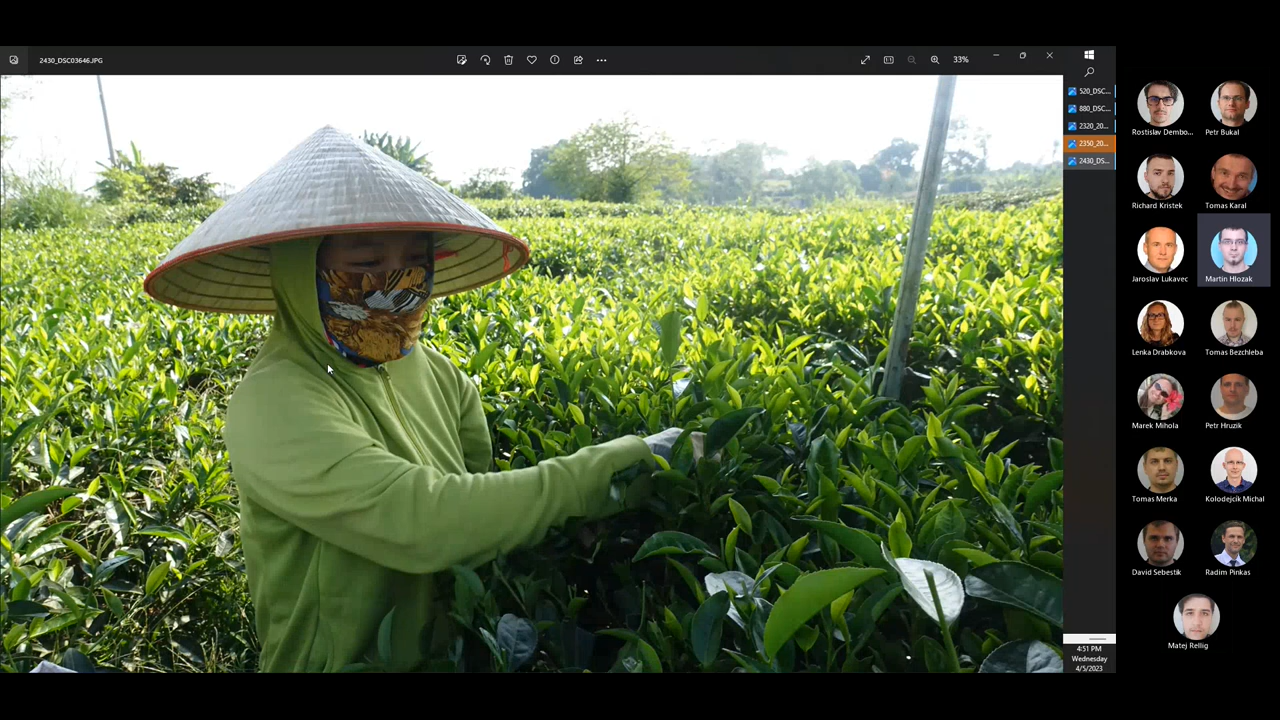 2430_DSC03646.JPG
33%
520_DSC...
880_DSC...
2320_20...
2350_20...
2430_DS...
4:51 PM
Wednesday
4/5/2023
Rostislav Dembo...
Petr Bukal
Richard Kristek
Tomas Karal
Jaroslav Lukavec
Martin Hlozak
Lenka Drabkova
Tomas Bezchleba
Marek Mihola
Petr Hruzik
Tomas Merka
Kolodejcik Michal
David Sebestik
Radim Pinkas
Matej Rellig